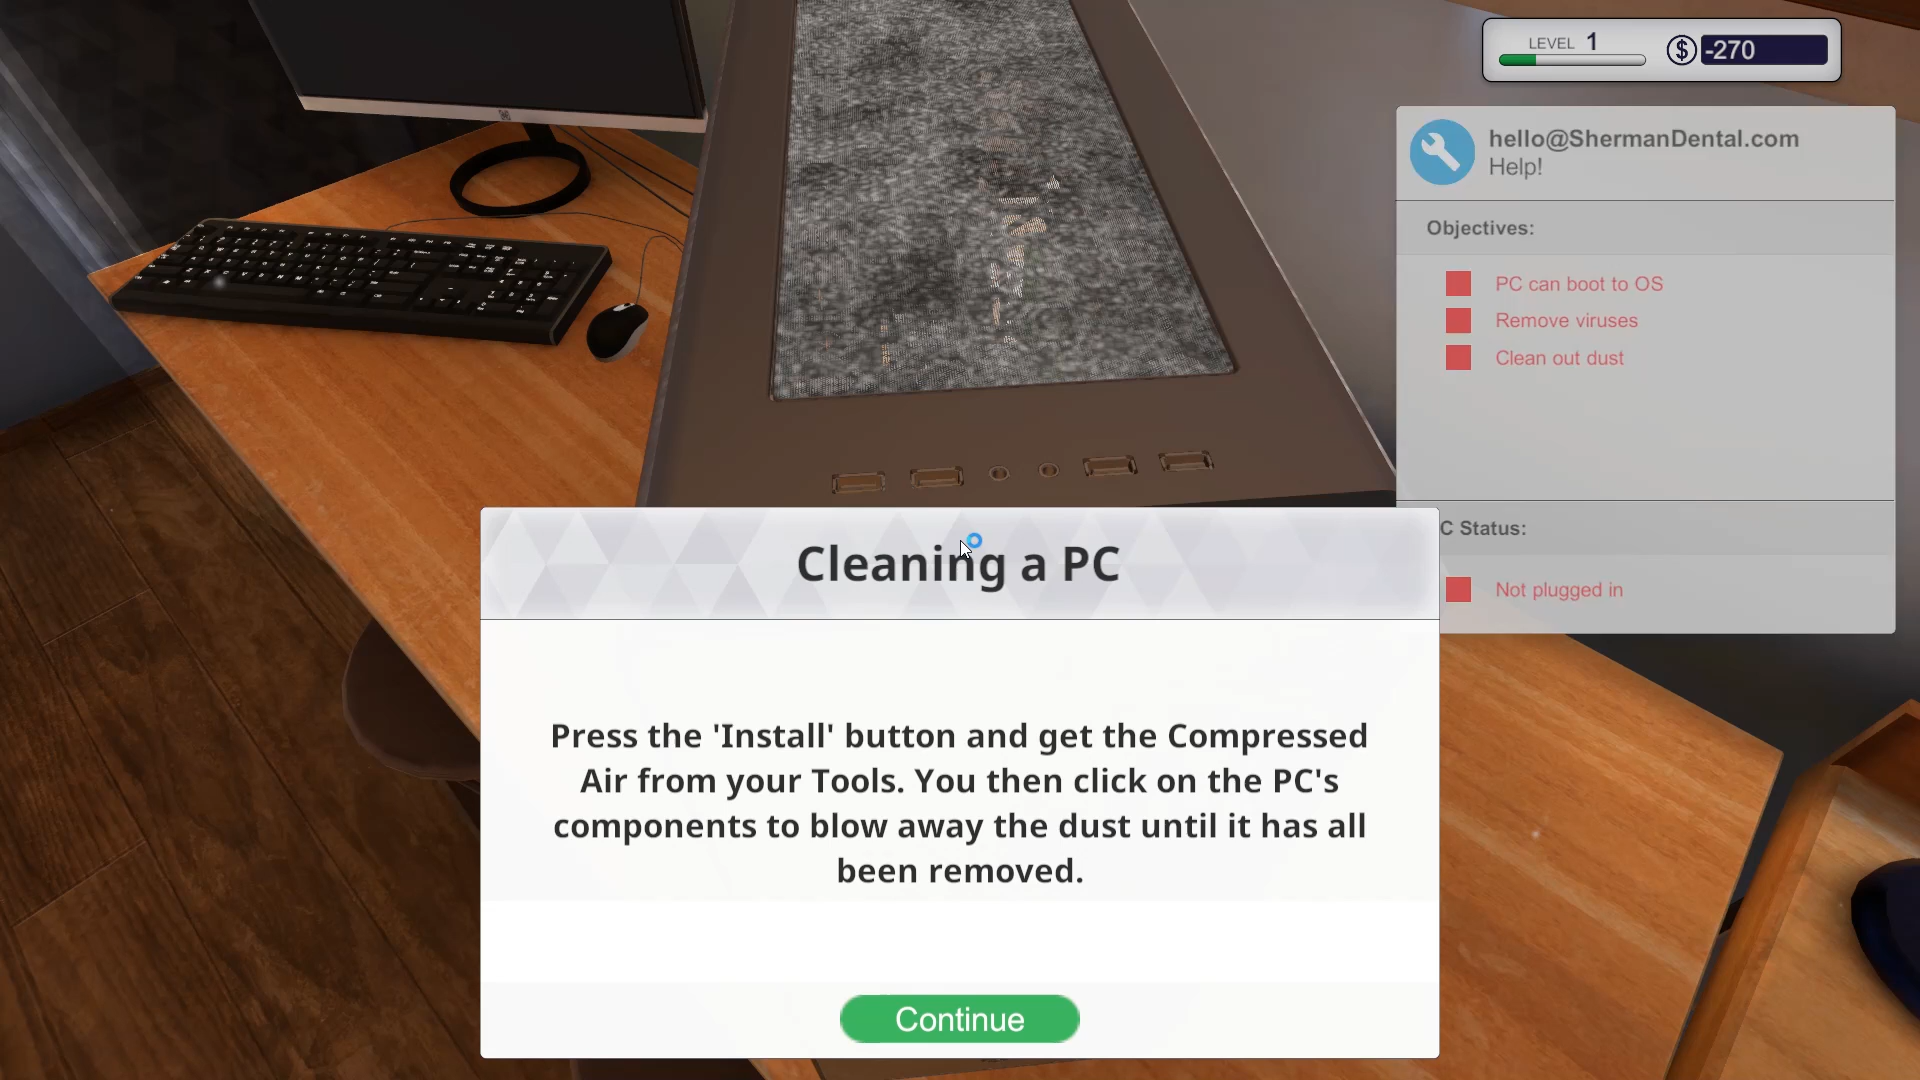 LEVEL 1
$ -270
hello@ShermanDental.com
Help!
Objectives:
PC can boot to OS
Remove viruses
Clean out dust
C Status:
Not plugged in
Cleaning a PC
Press the 'Install' button and get the Compressed
Air from your Tools. You then click on the PC's
components to blow away the dust until it has all
been removed.
Continue